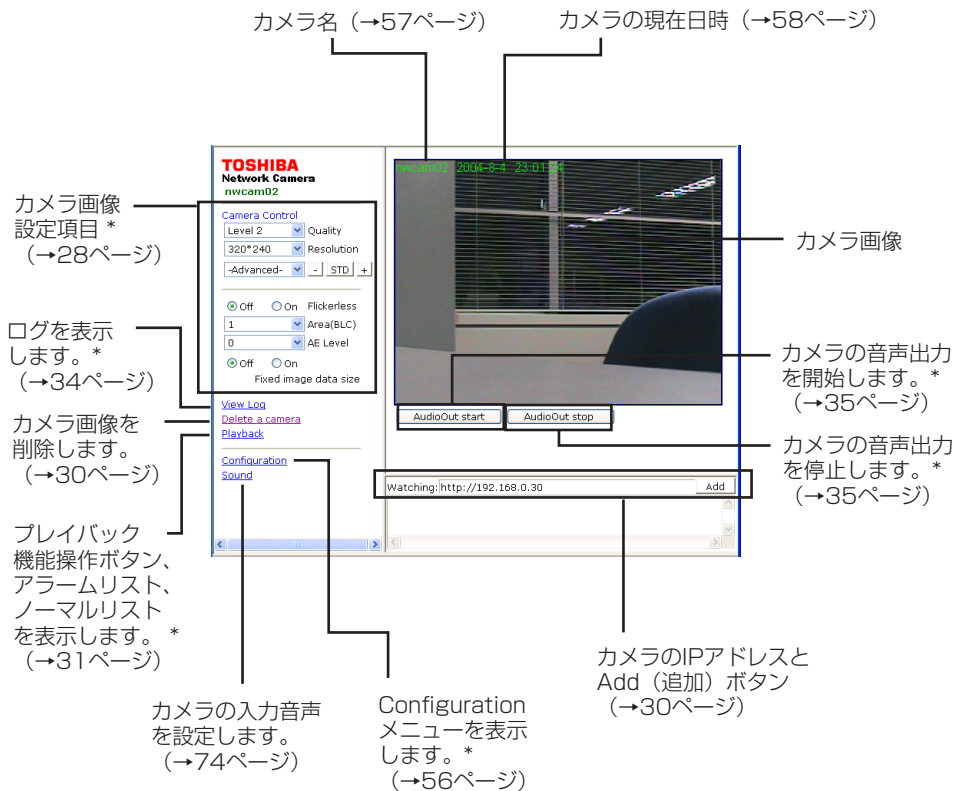 カメラ名（→57ページ）
カメラの現在日時（→58ページ）
TOSHIBA
Network Camera
nwcam02
nwcam02 2004-8-4 23:01:24
カメラ画像
設定項目 *
（→28ページ）
Camera Control
Level 2 Quality
320*240 Resolution
-Advanced- - STD +
Off On Flickerless
1 Area(BLC)
0 AE Level
Off On
Fixed image data size
カメラ画像
ログを表示
します。*
（→34ページ）
View Log
Delete a camera
Playback
Configuration
Sound
カメラ画像を
削除します。
（→30ページ）
AudioOut start
AudioOut stop
カメラの音声出力
を開始します。*
（→35ページ）
カメラの音声出力
を停止します。*
（→35ページ）
Watching: http://192.168.0.30 Add
プレイバック
機能操作ボタン、
アラームリスト、
ノーマルリスト
を表示します。 *
（→31ページ）
カメラの入力音声
を設定します。
（→74ページ）
Configuration
メニューを表示
します。*
（→56ページ）
カメラのIPアドレスと
Add（追加）ボタン
（→30ページ）